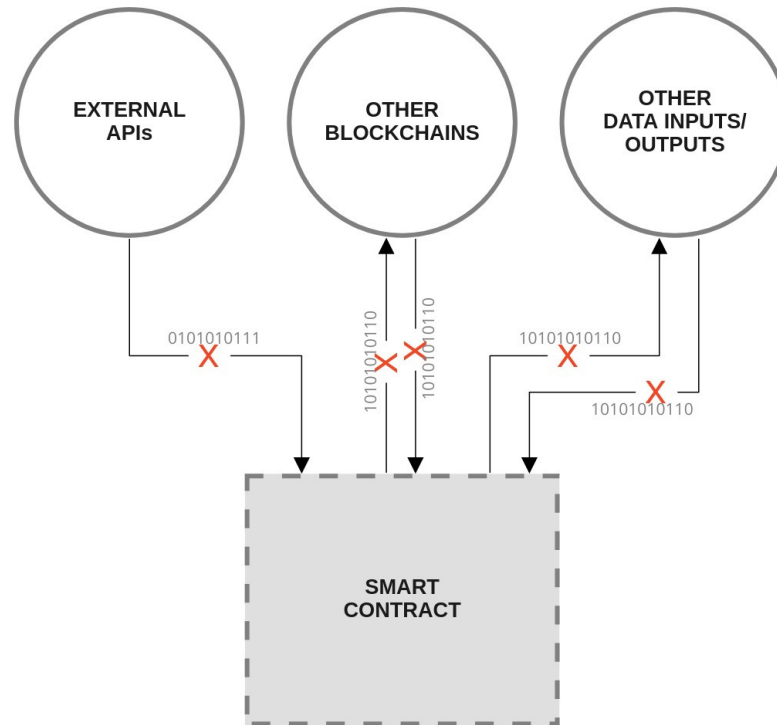 EXTERNAL
APIs
OTHER
BLOCKCHAINS
OTHER
DATA INPUTS/
OUTPUTS
0101010111
X
10101010110
X
10101010110
X
10101010110
X
10101010110
X
SMART
CONTRACT